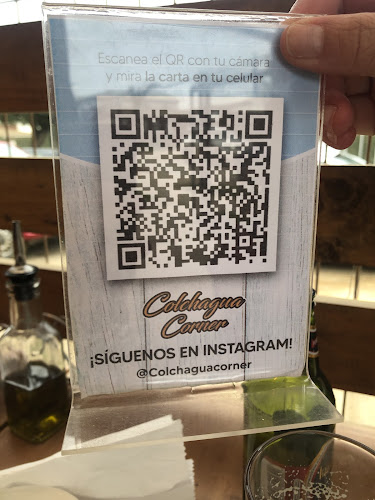 Escanea el QR con tu cámara
y mira la carta en tu celular
Colchagua
Corner
¡SÍGUENOS EN INSTAGRAM!
@Colchaguacorner